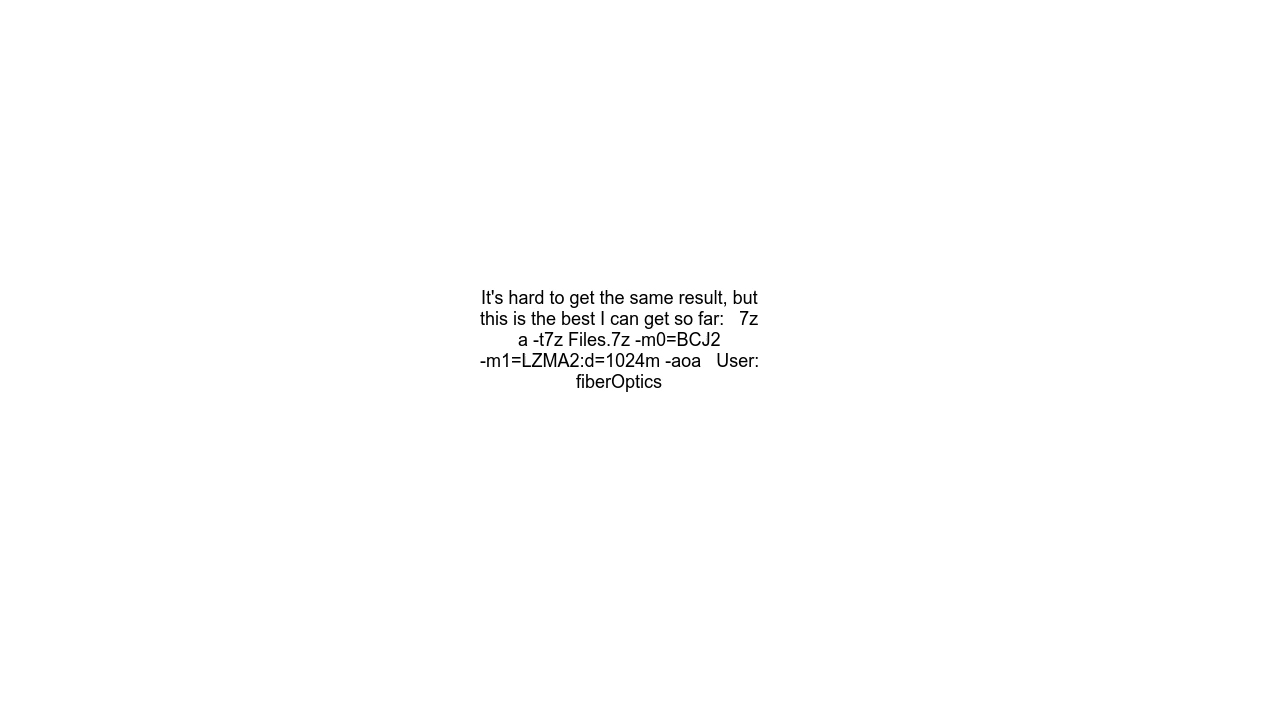 It's hard to get the same result, but
this is the best I can get so far:   7z
a -t7z Files.7z -m0=BCJ2
-m1=LZMA2:d=1024m -aoa   User:
fiberOptics